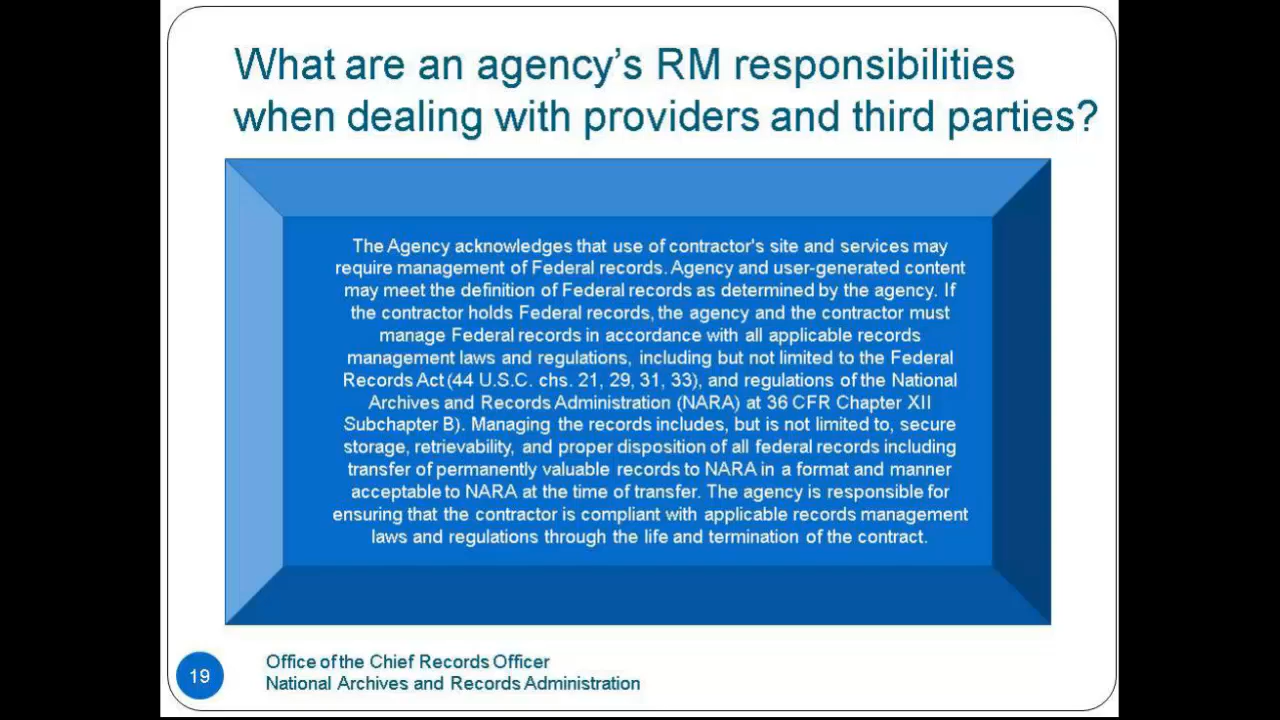 What are an agency's RM responsibilities
when dealing with providers and third parties?
The Agency acknowledges that use of contractor's site and services may
require management of Federal records. Agency and user-generated content
may meet the definition of Federal records as determined by the agency. If
the contractor holds Federal records, the agency and the contractor must
manage Federal records in accordance with all applicable records
management laws and regulations, including but not limited to the Federal
Records Act (44 U.S.C. chs. 21, 29, 31, 33), and regulations of the National
Archives and Records Administration (NARA) at 36 CFR Chapter XII
Subchapter B). Managing the records includes, but is not limited to, secure
storage, retrievability, and proper disposition of all federal records including
transfer of permanently valuable records to NARA in a format and manner
acceptable to NARA at the time of transfer. The agency is responsible for
ensuring that the contractor is compliant with applicable records management
laws and regulations through the life and termination of the contract.
19
Office of the Chief Records Officer
National Archives and Records Administration